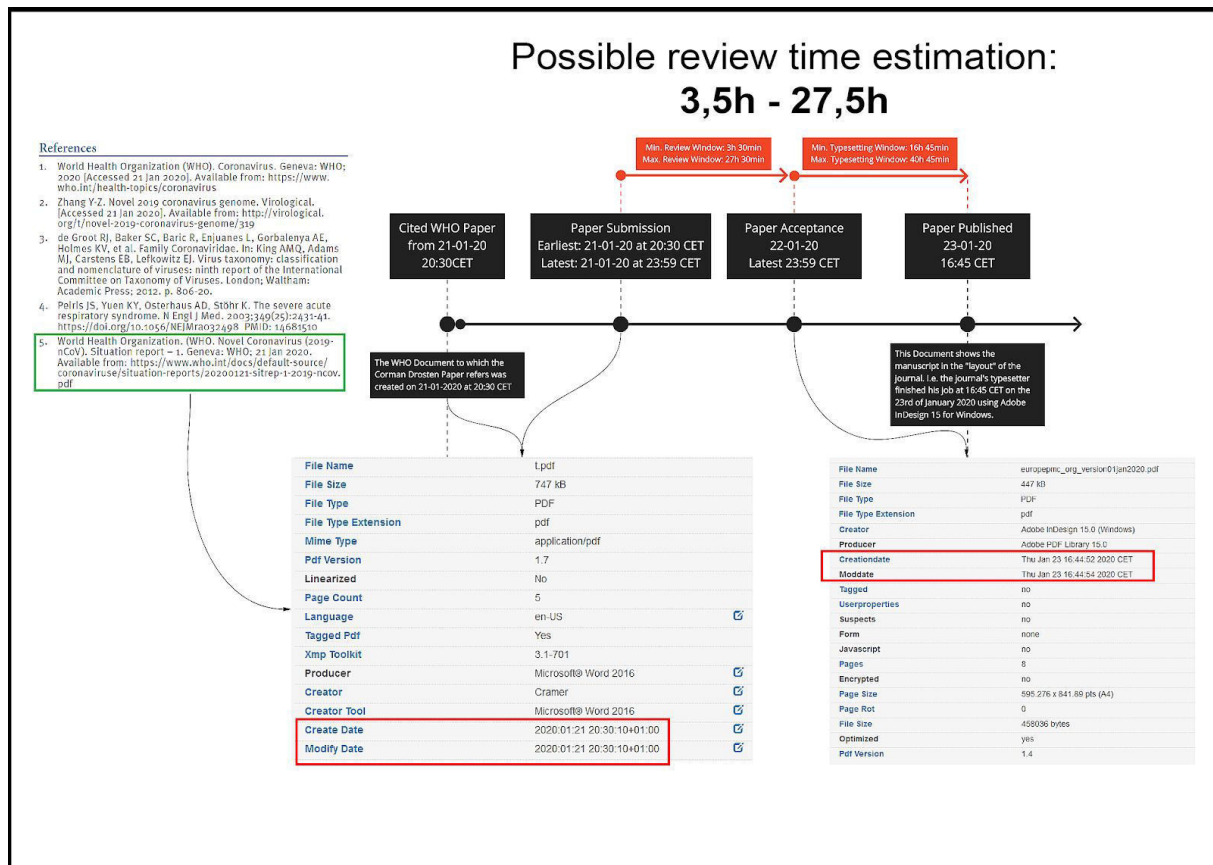 Possible review time estimation:
3,5h - 27,5h
References
1. World Health Organization (WHO). Coronavirus. Geneva: WHO;
2020 [Accessed 21 Jan 2020]. Available from: https://www.
who.int/health-topics/coronavirus
2. Zhang Y-Z. Novel 2019 coronavirus genome. Virological.
[Accessed 21 Jan 2020]. Available from: http://virological.
org/t/novel-2019-coronavirus-genome/319
3. de Groot RJ, Baker SC, Baric R, Enjuanes L, Gorbalenya AE,
Holmes KV, et al. Family Coronaviridae. In: King AMQ, Adams
MJ, Carstens EB, Lefkowitz EJ. Virus taxonomy: classification
and nomenclature of viruses: ninth report of the International
Committee on Taxonomy of Viruses. London; Waltham:
Academic Press; 2012. p. 806-20.
4. Peiris JS, Yuen KY, Osterhaus AD, Stöhr K. The severe acute
respiratory syndrome. N Engl J Med. 2003;349(25):2431-41.
https://doi.org/10.1056/NEJMra032498 PMID: 14681510
5. World Health Organization. (WHO. Novel Coronavirus (2019-
nCoV). Situation report – 1. Geneva: WHO; 21 Jan 2020.
Available from: https://www.who.int/docs/default-source/
coronaviruse/situation-reports/20200121-sitrep-1-2019-ncov.
pdf
Min. Review Window: 3h 30min
Max. Review Window: 27h 30min
Min. Typesetting Window: 16h 45min
Max. Typesetting Window: 40h 45min
Cited WHO Paper
from 21-01-20
20:30CET
Paper Submission
Earliest: 21-01-20 at 20:30 CET
Latest: 21-01-20 at 23:59 CET
Paper Acceptance
22-01-20
Latest 23:59 CET
Paper Published
23-01-20
16:45 CET
The WHO Document to which the
Corman Drosten Paper refers was
created on 21-01-2020 at 20:30 CET
This Document shows the
manuscript in the "layout" of the
journal. I.e. the journal's typesetter
finished his job at 16:45 CET on the
23rd of January 2020 using Adobe
InDesign 15 for Windows.
File Name t.pdf
File Size 747 kB
File Type PDF
File Type Extension pdf
Mime Type application/pdf
Pdf Version 1.7
Linearized No
Page Count 5
Language en-US
Tagged Pdf Yes
Xmp Toolkit 3.1-701
Producer Microsoft® Word 2016
Creator Cramer
Creator Tool Microsoft® Word 2016
Create Date 2020:01:21 20:30:10+01:00
Modify Date 2020:01:21 20:30:10+01:00
File Name europepmc_org_version01jan2020.pdf
File Size 447 kB
File Type PDF
File Type Extension pdf
Creator Adobe InDesign 15.0 (Windows)
Producer Adobe PDF Library 15.0
Creationdate Thu Jan 23 16:44:52 2020 CET
Moddate Thu Jan 23 16:44:54 2020 CET
Tagged no
Userproperties no
Suspects no
Form none
Javascript no
Pages 8
Encrypted no
Page Size 595.276 x 841.89 pts (A4)
Page Rot 0
File Size 458036 bytes
Optimized yes
Pdf Version 1.4